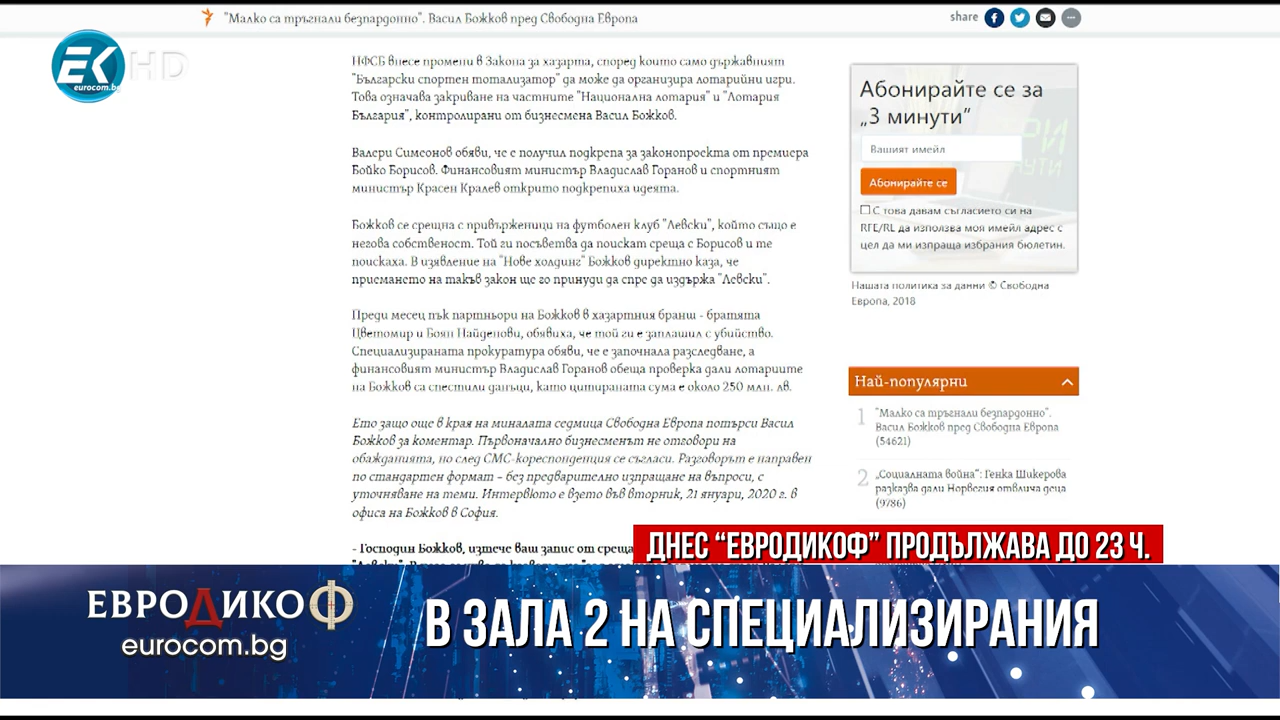 "Малко са тръгнали безпардонно". Васил Божков пред Свободна Европа
share
EK HD
eurocom.bg
НФСБ внесе промени в Закона за хазарта, според които само държавният
"Български спортен тотализатор" да може да организира лотарийни игри.
Това означава закриване на частните "Национална лотария" и "Лотария
България", контролирани от бизнесмена Васил Божков.
Валери Симеонов обяви, че е получил подкрепа за законопроекта от премиера
Бойко Борисов. Финансовият министър Владислав Горанов и спортният
министър Красен Кралев открито подкрепиха идеята.
Божков се срещна с привърженици на футболен клуб "Левски", който също е
негова собственост. Той ги посъветва да поискат среща с Борисов и те
поискаха. В изявление на "Нове холдинг" Божков директно каза, че
приемането на такъв закон ще го принуди да спре да издържа "Левски".
Преди месец пък партньори на Божков в хазартния бранш - братята
Цветомир и Боян Найденови, обявиха, че той ги е заплашил с убийство.
Специализираната прокуратура обяви, че е започнала разследване, а
финансовият министър Владислав Горанов обеща проверка дали лотариите
на Божков са спестили данъци, като цитираната сума е около 250 млн. лв.
Ето защо още в края на миналата седмица Свободна Европа потърси Васил
Божков за коментар. Първоначално бизнесменът не отговори на
обажданията, но след СМС-кореспонденция се съгласи. Разговорът е направен
по стандартен формат – без предварително изпращане на въпроси, с
уточняване на теми. Интервюто е взето във вторник, 21 януари, 2020 г. в
офиса на Божков в София.
- Господин Божков, изтече ваш запис от среща
Абонирайте се за
„3 минути“
Вашият имейл
Абонирайте се
С това давам съгласието си на
RFE/RL да използва моя имейл адрес с
цел да ми изпраща избрания бюлетин.
Нашата политика за данни © Свободна
Европа, 2018
Най-популярни
1 "Малко са тръгнали безпардонно".
Васил Божков пред Свободна Европа
(54621)
2 „Социалната война“: Генка Шикерова
разказва дали Норвегия отвлича деца
(9786)
ДНЕС “ЕВРОДИКОФ” ПРОДЪЛЖАВА ДО 23 Ч.
ЕВРОДИКОФ
eurocom.bg
В ЗАЛА 2 НА СПЕЦИАЛИЗИРАНИЯ